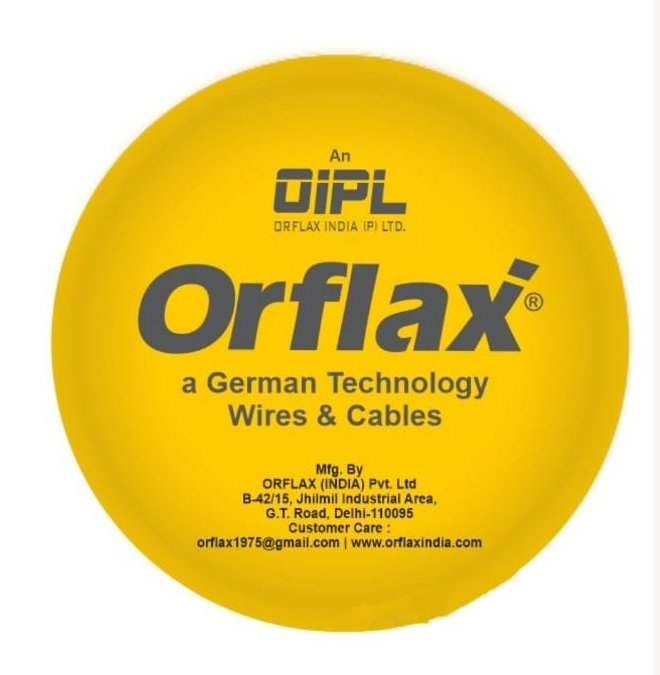 An
OIPL
ORFLAX INDIA (P) LTD.
Orflax®
a German Technology
Wires & Cables
Mfg. By
ORFLAX (INDIA) Pvt. Ltd
B-42/15, Jhilmil Industrial Area,
G.T. Road, Delhi-110095
Customer Care :
orflax1975@gmail.com | www.orflaxindia.com